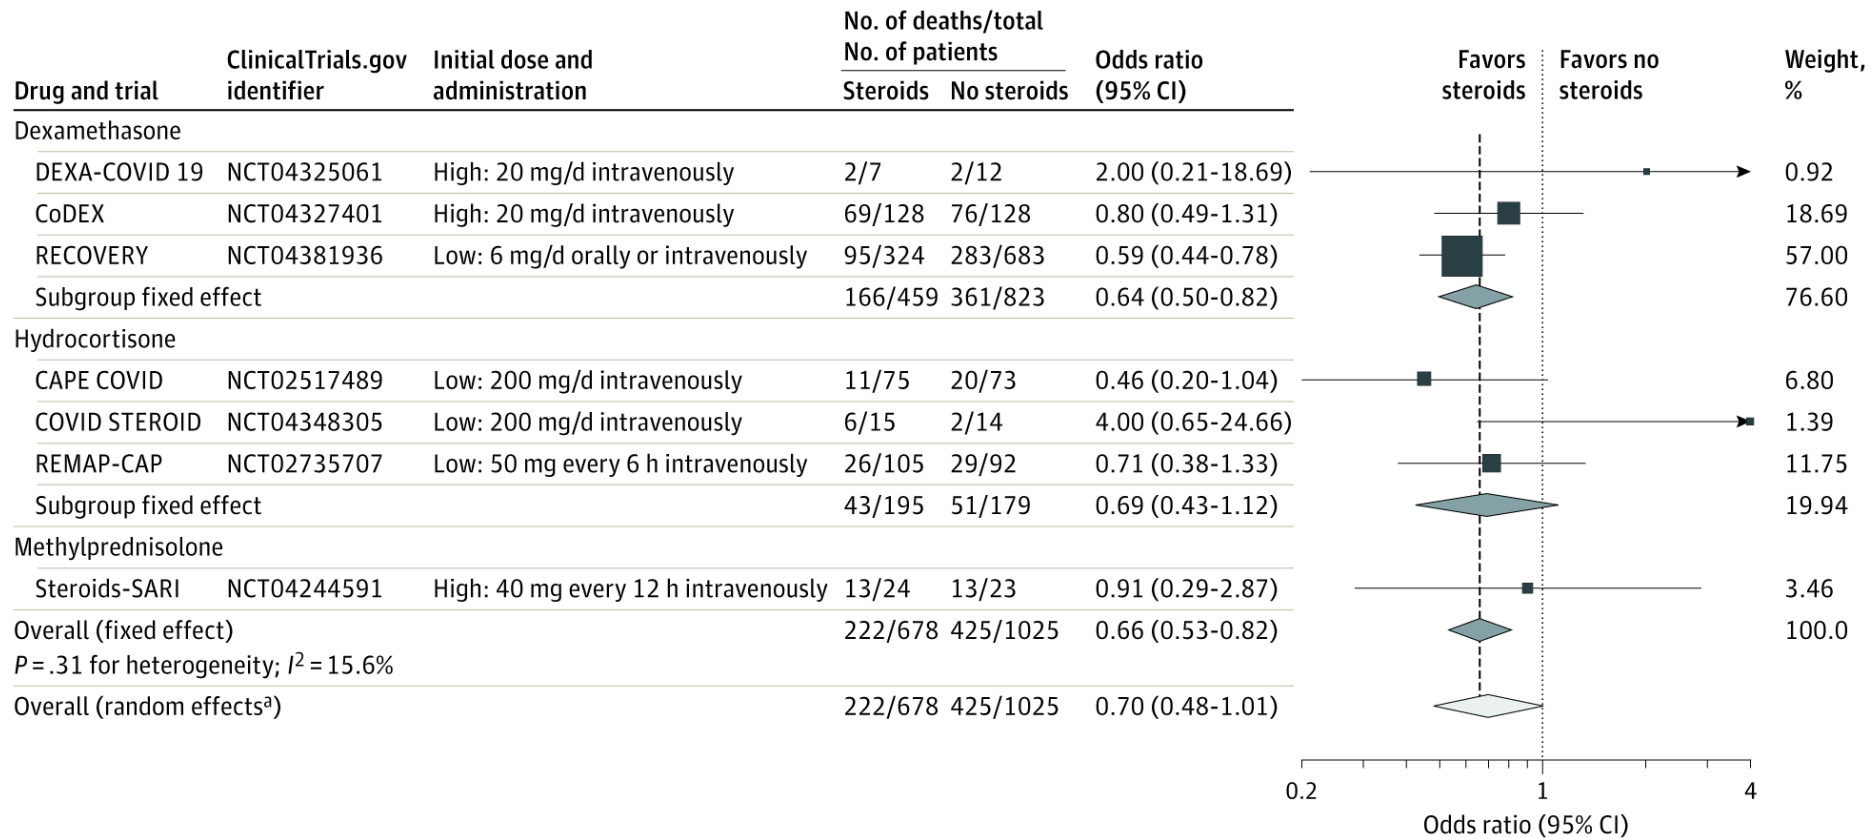 No. of deaths/total
No. of patients
Drug and trial ClinicalTrials.gov identifier Initial dose and administration Steroids No steroids Odds ratio (95% CI) Favors steroids Favors no steroids Weight, %
Dexamethasone
DEXA-COVID 19 NCT04325061 High: 20 mg/d intravenously 2/7 2/12 2.00 (0.21-18.69) 0.92
CoDEX NCT04327401 High: 20 mg/d intravenously 69/128 76/128 0.80 (0.49-1.31) 18.69
RECOVERY NCT04381936 Low: 6 mg/d orally or intravenously 95/324 283/683 0.59 (0.44-0.78) 57.00
Subgroup fixed effect 166/459 361/823 0.64 (0.50-0.82) 76.60
Hydrocortisone
CAPE COVID NCT02517489 Low: 200 mg/d intravenously 11/75 20/73 0.46 (0.20-1.04) 6.80
COVID STEROID NCT04348305 Low: 200 mg/d intravenously 6/15 2/14 4.00 (0.65-24.66) 1.39
REMAP-CAP NCT02735707 Low: 50 mg every 6 h intravenously 26/105 29/92 0.71 (0.38-1.33) 11.75
Subgroup fixed effect 43/195 51/179 0.69 (0.43-1.12) 19.94
Methylprednisolone
Steroids-SARI NCT04244591 High: 40 mg every 12 h intravenously 13/24 13/23 0.91 (0.29-2.87) 3.46
Overall (fixed effect) 222/678 425/1025 0.66 (0.53-0.82) 100.0
P = .31 for heterogeneity; I² = 15.6%
Overall (random effectsᵃ) 222/678 425/1025 0.70 (0.48-1.01)
0.2 1 4
Odds ratio (95% CI)